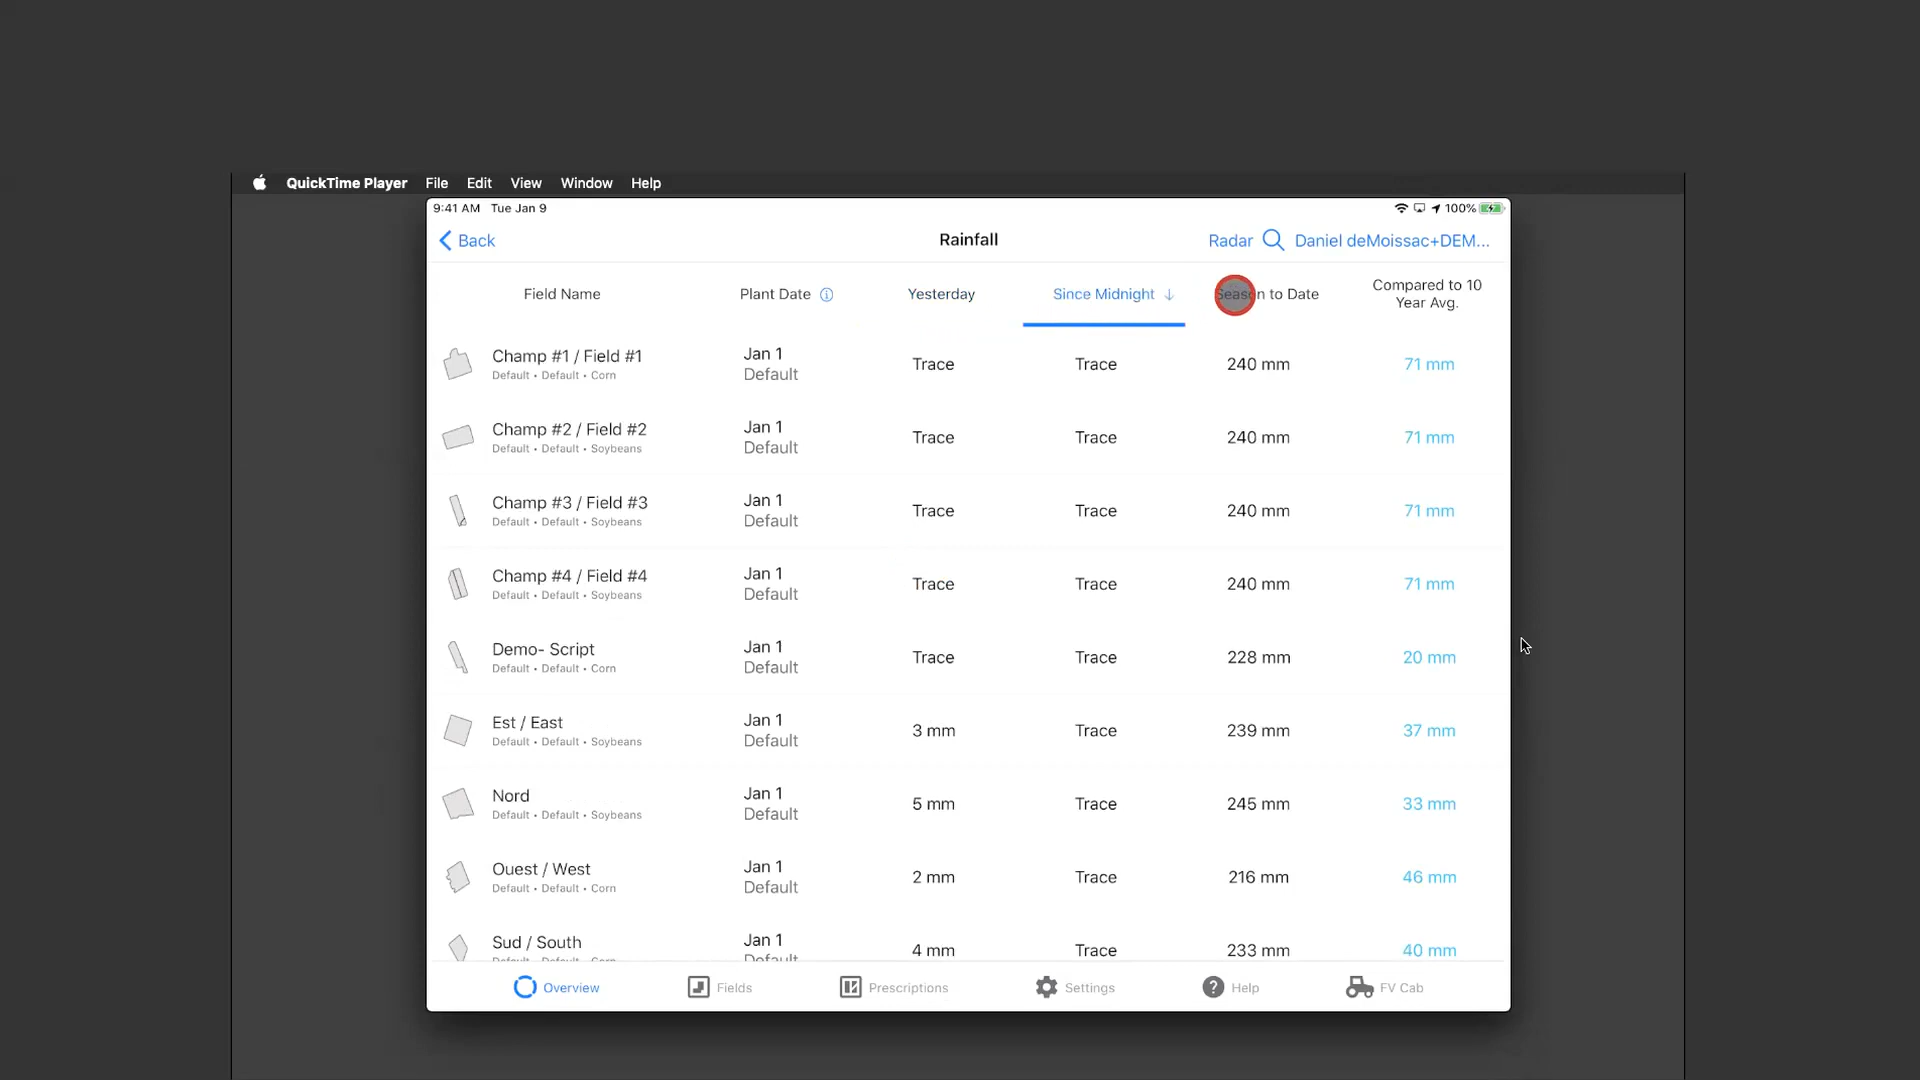 QuickTime Player File Edit View Window Help
9:41 AM Tue Jan 9 100%
Back Rainfall Radar Daniel deMoissac+DEM...
Field Name Plant Date Yesterday Since Midnight ↓ Season to Date Compared to 10
Year Avg.
Champ #1 / Field #1 Jan 1 Trace Trace 240 mm 71 mm
Default • Default • Corn Default
Champ #2 / Field #2 Jan 1 Trace Trace 240 mm 71 mm
Default • Default • Soybeans Default
Champ #3 / Field #3 Jan 1 Trace Trace 240 mm 71 mm
Default • Default • Soybeans Default
Champ #4 / Field #4 Jan 1 Trace Trace 240 mm 71 mm
Default • Default • Soybeans Default
Demo- Script Jan 1 Trace Trace 228 mm 20 mm
Default • Default • Corn Default
Est / East Jan 1 3 mm Trace 239 mm 37 mm
Default • Default • Soybeans Default
Nord Jan 1 5 mm Trace 245 mm 33 mm
Default • Default • Soybeans Default
Ouest / West Jan 1 2 mm Trace 216 mm 46 mm
Default • Default • Corn Default
Sud / South Jan 1 4 mm Trace 233 mm 40 mm
Default • Default • Corn Default
Overview Fields Prescriptions Settings Help FV Cab